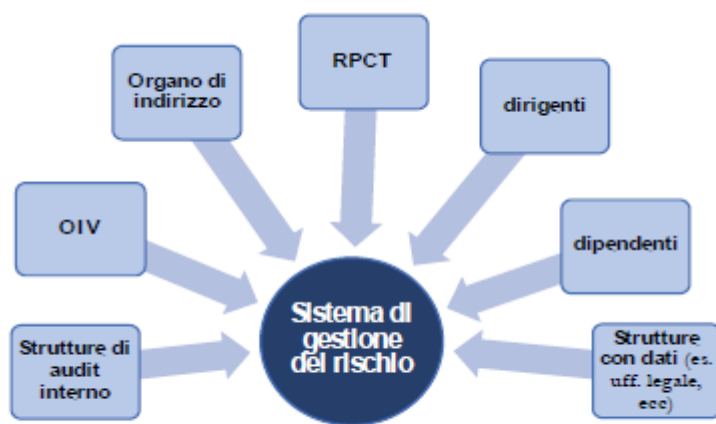 RPCT
Organo di
indirizzo
dirigenti
OIV
dipendenti
Sistema di
gestione
del rischio
Strutture di
audit
interno
Strutture
con dati (es.
uff. legale,
ecc)